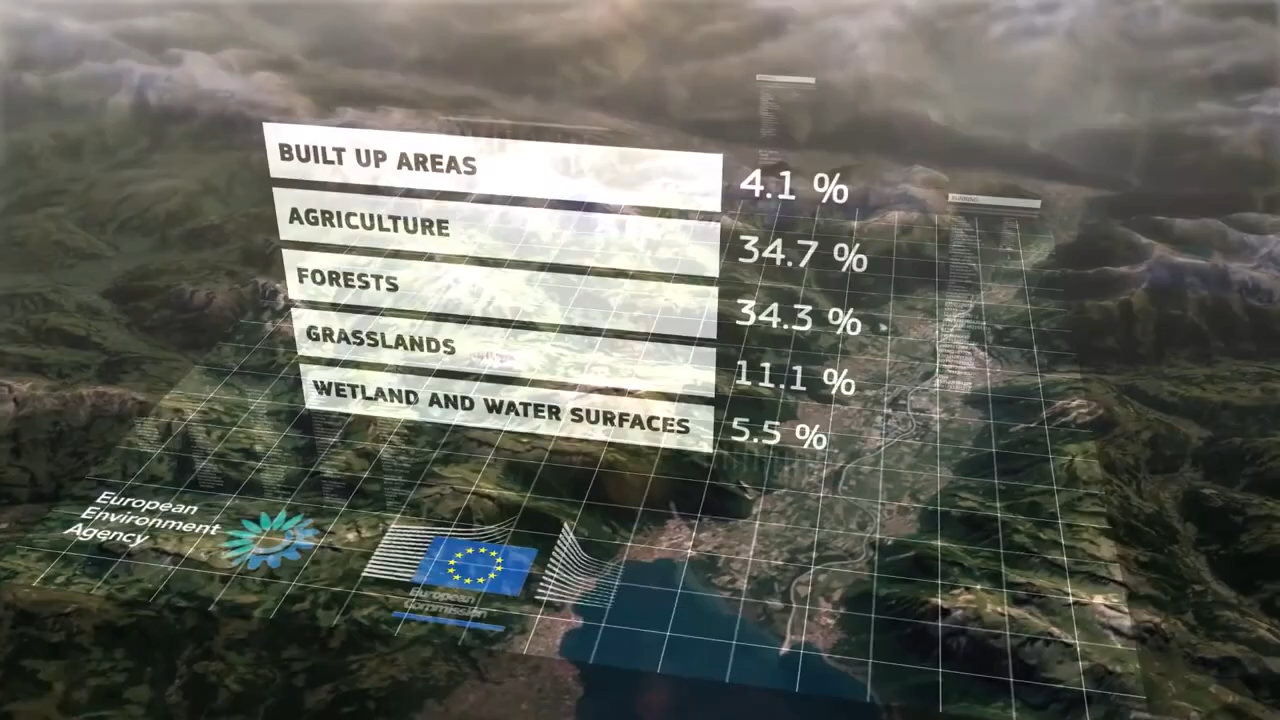 BUILT UP AREAS 4.1 %
AGRICULTURE 34.7 %
FORESTS 34.3 %
GRASSLANDS 11.1 %
WETLAND AND WATER SURFACES 5.5 %
European
Environment
Agency
European
Commission